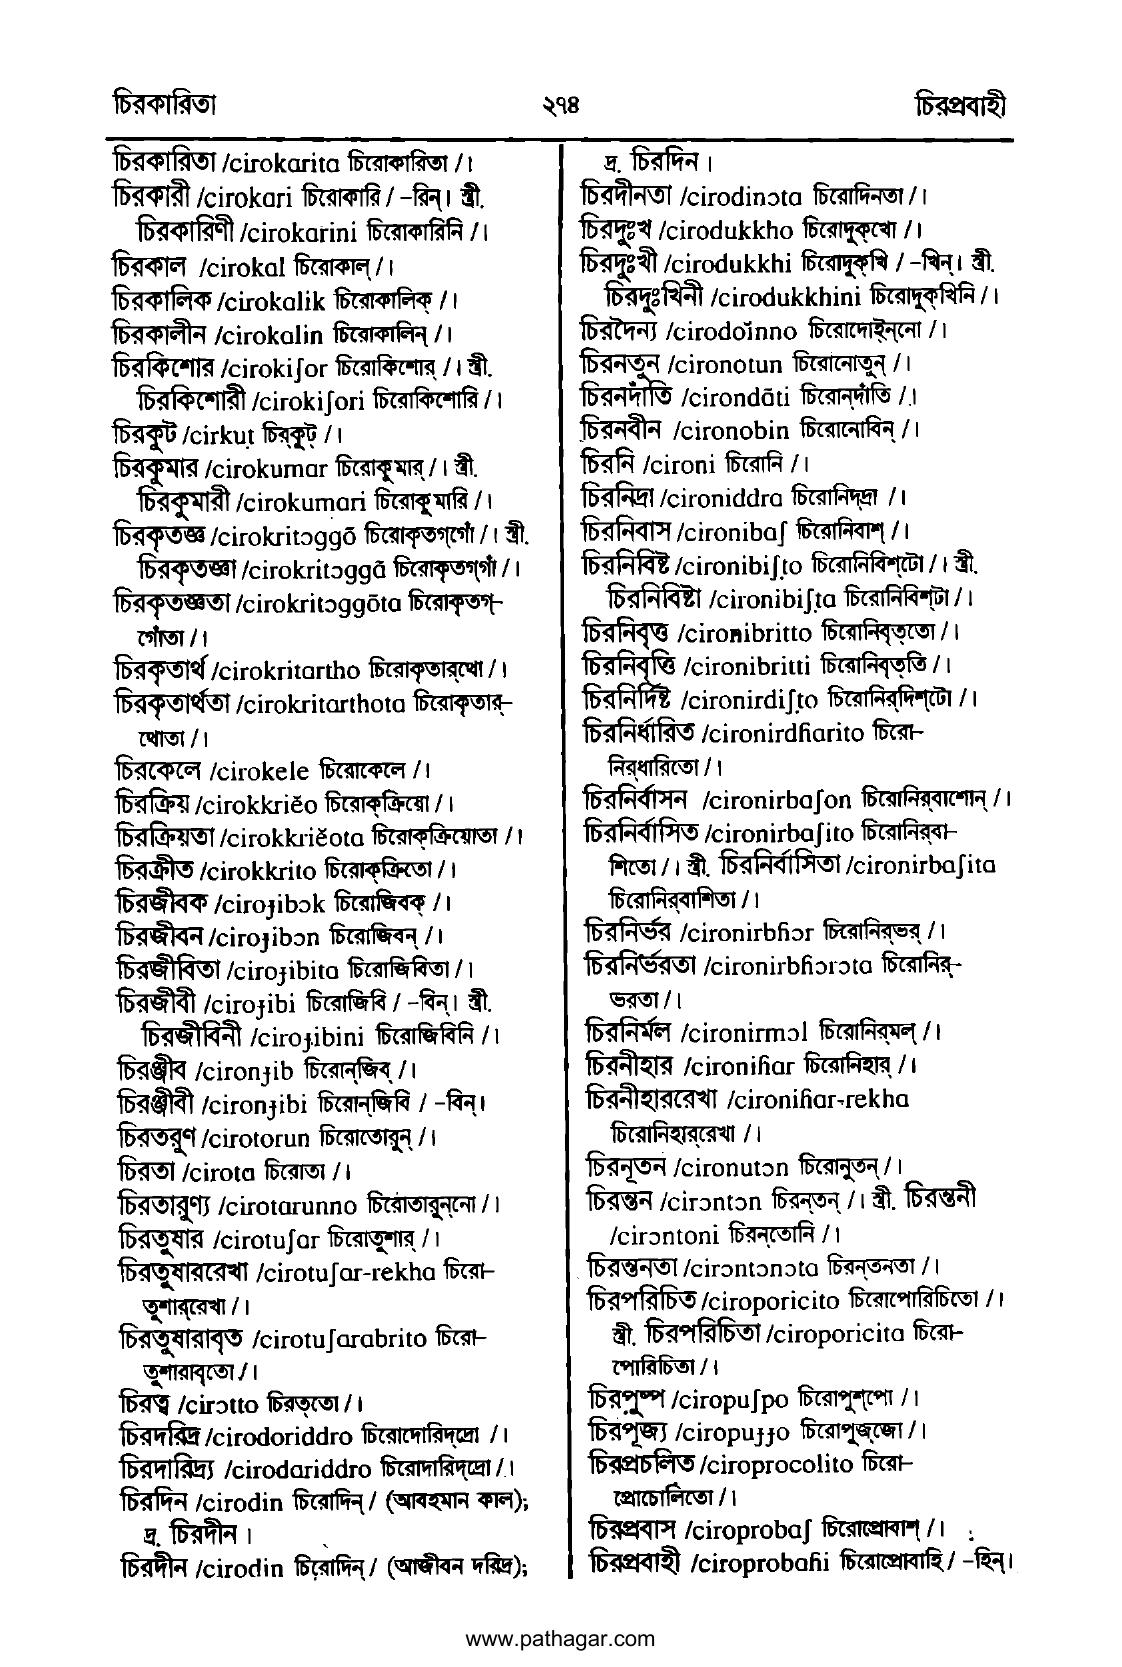 চিরকারিতা ২৭৪ চিরপ্রবাহী
চিরকারিতা /cirokarita চিরোকারিতা /।
চিরকারী /cirokari চিরোকারি / –রিন্। স্ত্রী.
চিরকারিণী /cirokarini চিরোকারিনি /।
চিরকাল /cirokal চিরোকাল্ /।
চিরকালিক /cirokalik চিরোকালিক্ /।
চিরকালীন /cirokalin চিরোকালিন্ /।
চিরকিশোর /cirokiʃor চিরোকিশোর্ /। স্ত্রী.
চিরকিশোরী /cirokiʃori চিরোকিশোরি /।
চিরকুট /cirkuṭ চির্‌কুট্ /।
চিরকুমার /cirokumar চিরোকুমার্ /। স্ত্রী.
চিরকুমারী /cirokumari চিরোকুমারি /।
চিরকৃতজ্ঞ /cirokritɔggõ চিরোকৃতগ্‌গোঁ /। স্ত্রী.
চিরকৃতজ্ঞা /cirokritɔggã চিরোকৃতগ্‌গাঁ /।
চিরকৃতজ্ঞতা /cirokritɔggõta চিরোকৃতগ্–
গোঁতা /।
চিরকৃতার্থ /cirokritartho চিরোকৃতার্‌থো /।
চিরকৃতার্থতা /cirokritarthota চিরোকৃতার্–
থোতা /।
চিরকেলে /cirokele চিরোকেলে /।
চিরক্রিয় /cirokkriĕo চিরোক্‌ক্রিয়ো /।
চিরক্রিয়তা /cirokkriĕota চিরোক্‌ক্রিয়োতা /।
চিরক্রীত /cirokkrito চিরোক্‌ক্রিতো /।
চিরজীবক /cirojibɔk চিরোজিবক্ /।
চিরজীবন /cirojibɔn চিরোজিবন্ /।
চিরজীবিতা /cirojibita চিরোজিবিতা /।
চিরজীবী /cirojibi চিরোজিবি / –বিন্। স্ত্রী.
চিরজীবিনী /cirojibini চিরোজিবিনি /।
চিরঞ্জীব /cironjib চিরোন্‌জিব্ /।
চিরঞ্জীবী /cironjibi চিরোন্‌জিবি / –বিন্।
চিরতরুণ /cirotorun চিরোতোরুন্ /।
চিরতা /cirota চিরোতা /।
চিরতারুণ্য /cirotarunno চিরোতারুন্‌নো /।
চিরতুষার /cirotuʃar চিরোতুশার্ /।
চিরতুষাররেখা /cirotuʃar-rekha চিরো–
তুশার্‌রেখা /।
চিরতুষারাবৃত /cirotuʃarabrito চিরো–
তুশারাবৃতো /।
চিরত্ব /cirɔtto চিরত্‌তো /।
চিরদরিদ্র /cirodoriddro চিরোদোরিদ্‌দ্রো /।
চিরদারিদ্র্য /cirodariddro চিরোদারিদ্‌দ্রো /।
চিরদিন /cirodin চিরোদিন্ / (আবহমান কাল);
দ্র. চিরদীন ।
চিরদীন /cirodin চিরোদিন্ / (আজীবন দরিদ্র);
দ্র. চিরদিন ।
চিরদীনতা /cirodinɔta চিরোদিনতা /।
চিরদুঃখ /cirodukkho চিরোদুক্‌খো /।
চিরদুঃখী /cirodukkhi চিরোদুক্‌খি / –খিন্। স্ত্রী.
চিরদুঃখিনী /cirodukkhini চিরোদুক্‌খিনি /।
চিরদৈন্য /cirodoĭnno চিরোদোইন্‌নো /।
চিরনতুন /cironotun চিরোনোতুন্ /।
চিরনদাঁতি /cirondãti চিরোন্‌দাঁতি /।
চিরনবীন /cironobin চিরোনোবিন্ /।
চিরনি /cironi চিরোনি /।
চিরনিদ্রা /cironiddra চিরোনিদ্‌দ্রা /।
চিরনিবাস /cironibaʃ চিরোনিবাশ্ /।
চিরনিবিষ্ট /cironibiʃṭo চিরোনিবিশ্‌টো /। স্ত্রী.
চিরনিবিষ্টা /cironibiʃṭa চিরোনিবিশ্‌টা /।
চিরনিবৃত্ত /cironibritto চিরোনিবৃত্‌তো /।
চিরনিবৃত্তি /cironibritti চিরোনিবৃত্‌তি /।
চিরনির্দিষ্ট /cironirdiʃṭo চিরোনির্‌দিশ্‌টো /।
চিরনির্ধারিত /cironirdɦarito চিরো–
নির্‌ধারিতো /।
চিরনির্বাসন /cironirbaʃon চিরোনির্‌বাশোন্ /।
চিরনির্বাসিত /cironirbaʃito চিরোনির্‌বা–
শিতো /। স্ত্রী. চিরনির্বাসিতা /cironirbaʃita
চিরোনির্‌বাশিতা /।
চিরনির্ভর /cironirbɦɔr চিরোনির্‌ভর্ /।
চিরনির্ভরতা /cironirbɦɔrɔta চিরোনির্–
ভরতা /।
চিরনির্মল /cironirmɔl চিরোনির্‌মল্ /।
চিরনীহার /cironiɦar চিরোনিহার্ /।
চিরনীহাররেখা /cironiɦar-rekha
চিরোনিহার্‌রেখা /।
চিরনূতন /cironutɔn চিরোনুতন্ /।
চিরন্তন /cirɔntɔn চিরন্‌তন্ /। স্ত্রী. চিরন্তনী
/cirɔntoni চিরন্‌তোনি /।
চিরন্তনতা /cirɔntɔnɔta চিরন্‌তনতা /।
চিরপরিচিত /ciroporicito চিরোপোরিচিতো /।
স্ত্রী. চিরপরিচিতা /ciroporicita চিরো–
পোরিচিতা /।
চিরপুষ্প /ciropuʃpo চিরোপুশ্‌পো /।
চিরপূজ্য /ciropujjo চিরোপুজ্‌জো /।
চিরপ্রচলিত /ciroprocolito চিরো–
প্রোচোলিতো /।
চিরপ্রবাস /ciroprobaʃ চিরোপ্রোবাশ্ /।
চিরপ্রবাহী /ciroprobaɦi চিরোপ্রোবাহি / –হিন্।
www.pathagar.com